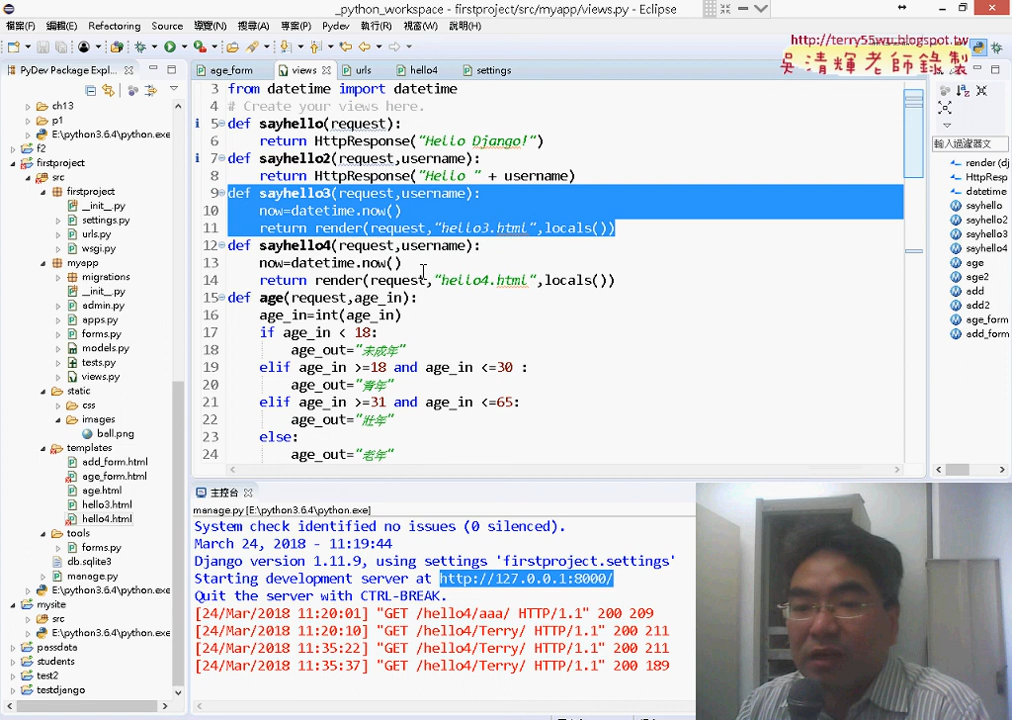 _python_workspace - firstproject/src/myapp/views.py - Eclipse
檔案(F) 編輯(E) Refactoring Source 導覽(N) 搜尋(A) 專案(P) Pydev 執行(R) 視窗(W) 說明(H)
http://terry55wu.blogspot.tw
吳清輝老師錄製
PyDev Package Expl...
ch13
p1
E:\python3.6.4\python.exe
f2
firstproject
src
firstproject
__init__.py
settings.py
urls.py
wsgi.py
myapp
migrations
__init__.py
admin.py
apps.py
forms.py
models.py
tests.py
views.py
static
css
images
ball.png
templates
add_form.html
age_form.html
age.html
hello3.html
hello4.html
tools
forms.py
db.sqlite3
manage.py
E:\python3.6.4\python.exe
mysite
src
E:\python3.6.4\python.exe
passdata
students
test2
testdjango
age_form views urls hello4 settings
3 from datetime import datetime
4 # Create your views here.
5 def sayhello(request):
6 return HttpResponse("Hello Django!")
7 def sayhello2(request,username):
8 return HttpResponse("Hello " + username)
9 def sayhello3(request,username):
10 now=datetime.now()
11 return render(request,"hello3.html",locals())
12 def sayhello4(request,username):
13 now=datetime.now()
14 return render(request,"hello4.html",locals())
15 def age(request,age_in):
16 age_in=int(age_in)
17 if age_in < 18:
18 age_out="未成年"
19 elif age_in >=18 and age_in <=30 :
20 age_out="青年"
21 elif age_in >=31 and age_in <=65:
22 age_out="壯年"
23 else:
24 age_out="老年"
輸入過濾器文
render (dj
HttpResp
datetime
sayhello
sayhello2
sayhello3
sayhello4
age
age2
add
add2
age_form
add_form
主控台
manage.py [E:\python3.6.4\python.exe]
System check identified no issues (0 silenced).
March 24, 2018 - 11:19:44
Django version 1.11.9, using settings 'firstproject.settings'
Starting development server at http://127.0.0.1:8000/
Quit the server with CTRL-BREAK.
[24/Mar/2018 11:20:01] "GET /hello4/aaa/ HTTP/1.1" 200 209
[24/Mar/2018 11:20:10] "GET /hello4/Terry/ HTTP/1.1" 200 211
[24/Mar/2018 11:35:22] "GET /hello4/Terry/ HTTP/1.1" 200 211
[24/Mar/2018 11:35:37] "GET /hello4/Terry/ HTTP/1.1" 200 189